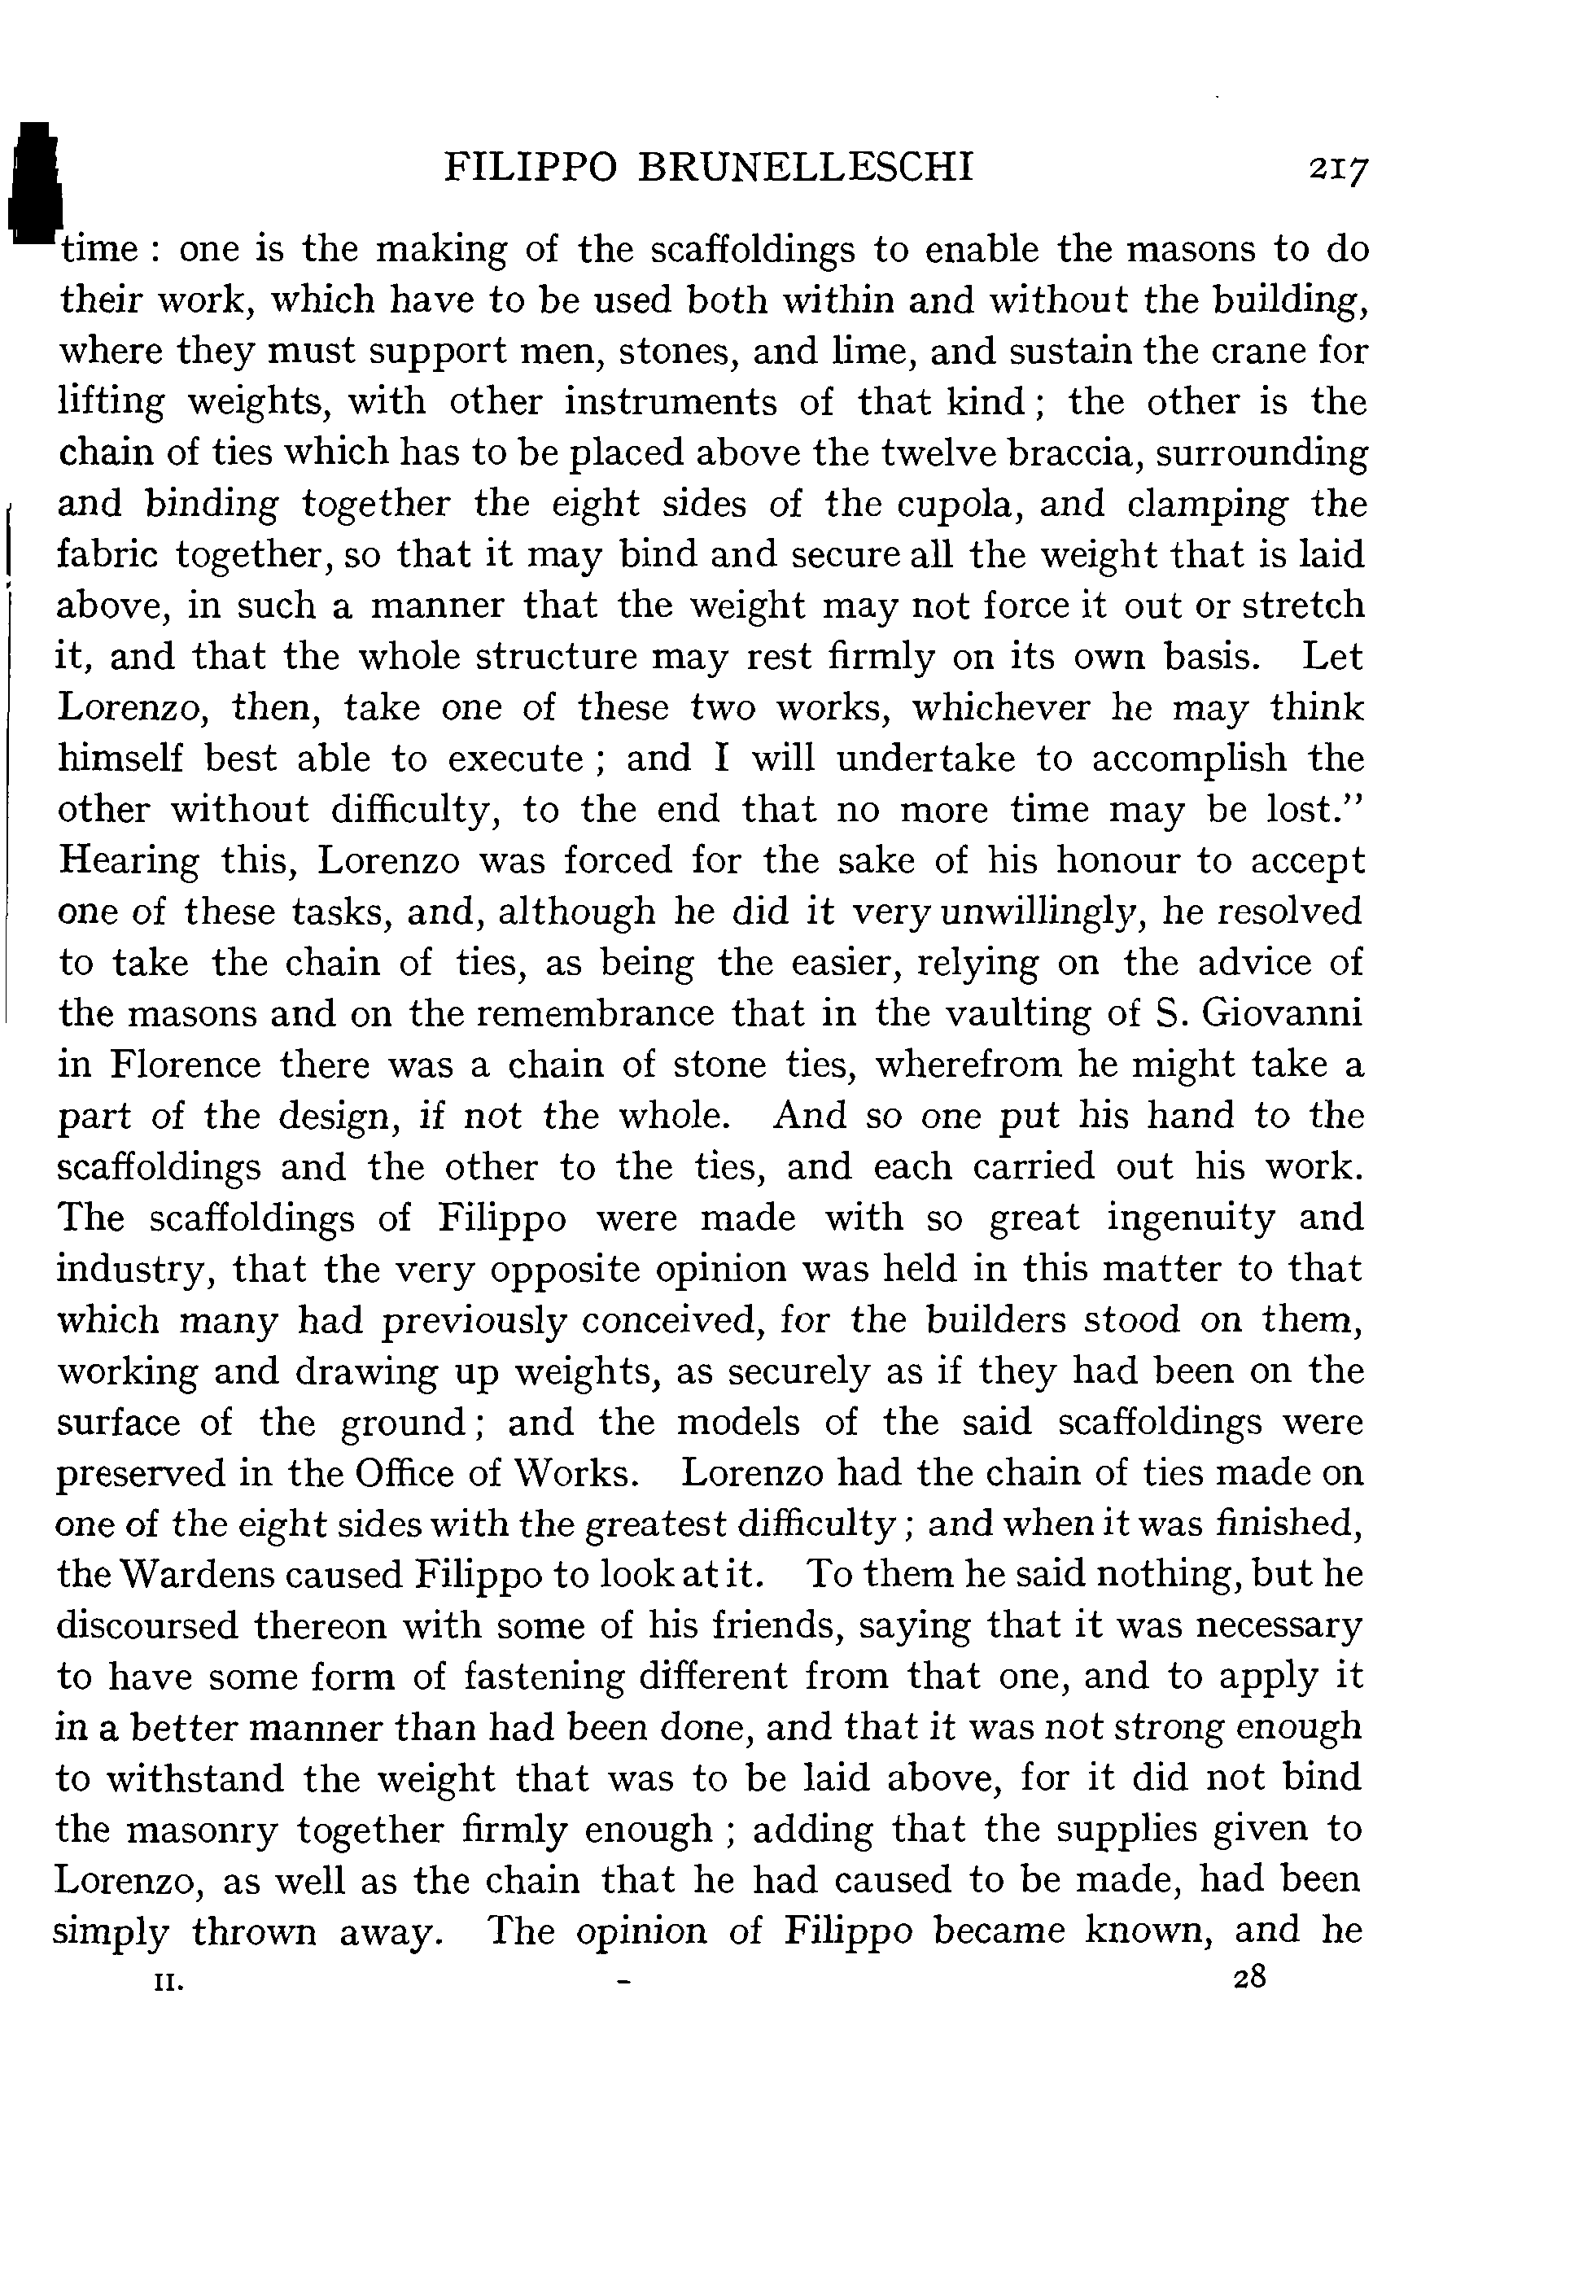 FILIPPO BRUNELLESCHI 217
time : one is the making of the scaffoldings to enable the masons to do
their work, which have to be used both within and without the building,
where they must support men, stones, and lime, and sustain the crane for
lifting weights, with other instruments of that kind ; the other is the
chain of ties which has to be placed above the twelve braccia, surrounding
and binding together the eight sides of the cupola, and clamping the
fabric together, so that it may bind and secure all the weight that is laid
above, in such a manner that the weight may not force it out or stretch
it, and that the whole structure may rest firmly on its own basis. Let
Lorenzo, then, take one of these two works, whichever he may think
himself best able to execute ; and I will undertake to accomplish the
other without difficulty, to the end that no more time may be lost.”
Hearing this, Lorenzo was forced for the sake of his honour to accept
one of these tasks, and, although he did it very unwillingly, he resolved
to take the chain of ties, as being the easier, relying on the advice of
the masons and on the remembrance that in the vaulting of S. Giovanni
in Florence there was a chain of stone ties, wherefrom he might take a
part of the design, if not the whole. And so one put his hand to the
scaffoldings and the other to the ties, and each carried out his work.
The scaffoldings of Filippo were made with so great ingenuity and
industry, that the very opposite opinion was held in this matter to that
which many had previously conceived, for the builders stood on them,
working and drawing up weights, as securely as if they had been on the
surface of the ground ; and the models of the said scaffoldings were
preserved in the Office of Works. Lorenzo had the chain of ties made on
one of the eight sides with the greatest difficulty ; and when it was finished,
the Wardens caused Filippo to look at it. To them he said nothing, but he
discoursed thereon with some of his friends, saying that it was necessary
to have some form of fastening different from that one, and to apply it
in a better manner than had been done, and that it was not strong enough
to withstand the weight that was to be laid above, for it did not bind
the masonry together firmly enough ; adding that the supplies given to
Lorenzo, as well as the chain that he had caused to be made, had been
simply thrown away. The opinion of Filippo became known, and he
II. 28